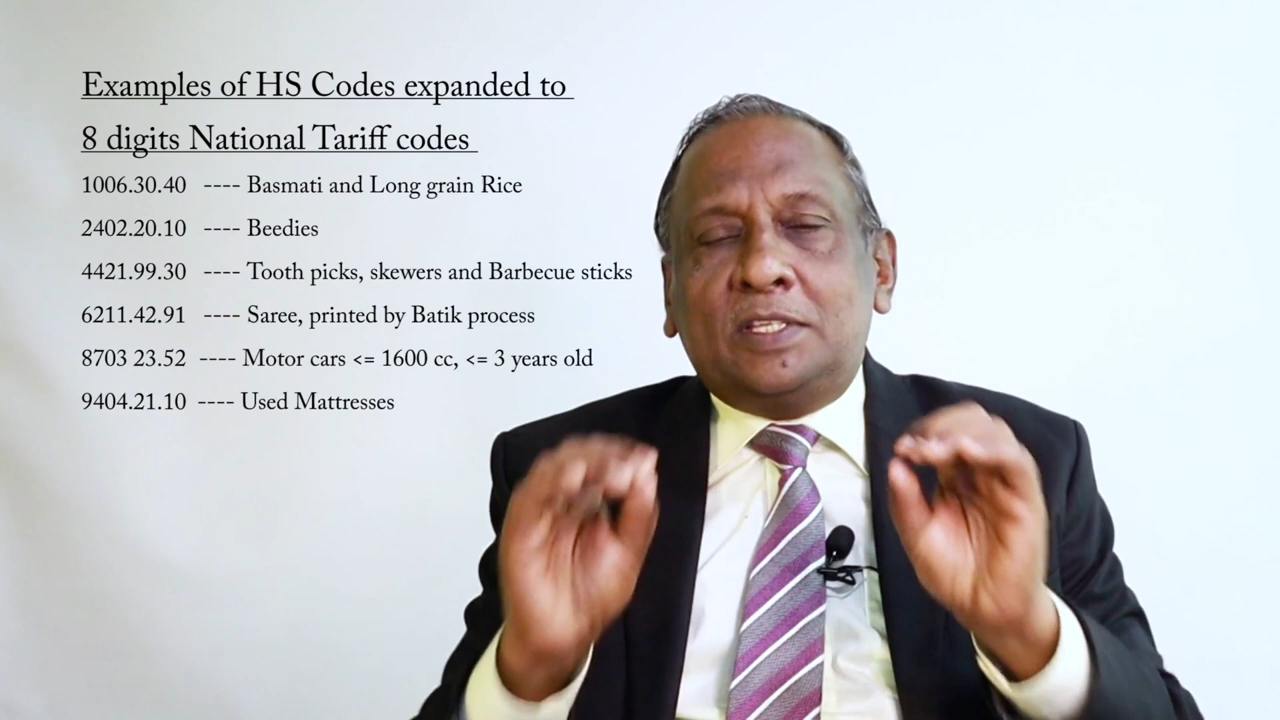 Examples of HS Codes expanded to
8 digits National Tariff codes
1006.30.40 ---- Basmati and Long grain Rice
2402.20.10 ---- Beedies
4421.99.30 ---- Tooth picks, skewers and Barbecue sticks
6211.42.91 ---- Saree, printed by Batik process
8703 23.52 ---- Motor cars <= 1600 cc, <= 3 years old
9404.21.10 ---- Used Mattresses